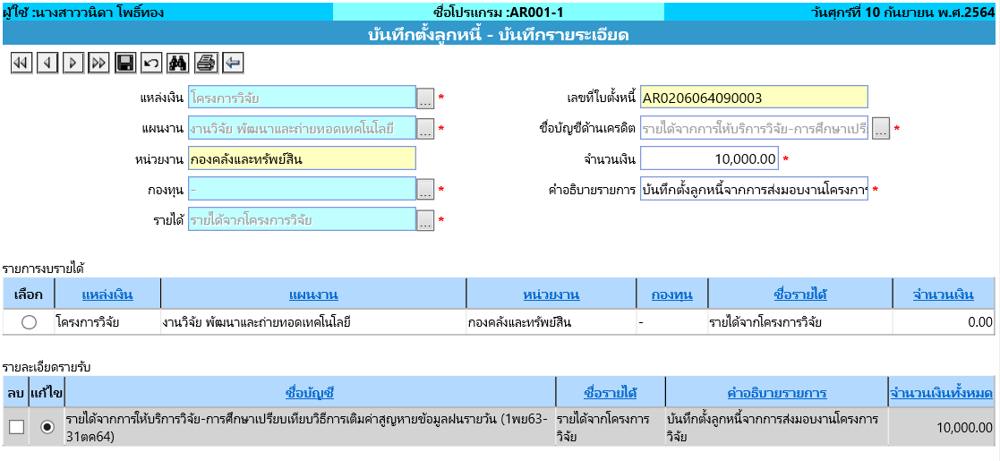 ผู้ใช้ :นางสาววนิดา โพธิ์ทอง ชื่อโปรแกรม :AR001-1 วันศุกร์ที่ 10 กันยายน พ.ศ.2564
บันทึกตั้งลูกหนี้ - บันทึกรายระเอียด
แหล่งเงิน โครงการวิจัย ... * เลขที่ใบตั้งหนี้ AR0206064090003
แผนงาน งานวิจัย พัฒนาและถ่ายทอดเทคโนโลยี ... * ชื่อบัญชีด้านเครดิต รายได้จากการให้บริการวิจัย-การศึกษาเปรี ... *
หน่วยงาน กองคลังและทรัพย์สิน จำนวนเงิน 10,000.00 *
กองทุน - ... * คำอธิบายรายการ บันทึกตั้งลูกหนี้จากการส่งมอบงานโครงการ *
รายได้ รายได้จากโครงการวิจัย ... *
รายการงบรายได้
เลือก แหล่งเงิน แผนงาน หน่วยงาน กองทุน ชื่อรายได้ จำนวนเงิน
โครงการวิจัย งานวิจัย พัฒนาและถ่ายทอดเทคโนโลยี กองคลังและทรัพย์สิน - รายได้จากโครงการวิจัย 0.00
รายละเอียดรายรับ
ลบ แก้ไข ชื่อบัญชี ชื่อรายได้ คำอธิบายรายการ จำนวนเงินทั้งหมด
รายได้จากการให้บริการวิจัย-การศึกษาเปรียบเทียบวิธีการเติมค่าสูญหายข้อมูลฝนรายวัน (1พย63- รายได้จากโครงการ บันทึกตั้งลูกหนี้จากการส่งมอบงานโครงการ 10,000.00
31ตค64) วิจัย วิจัย